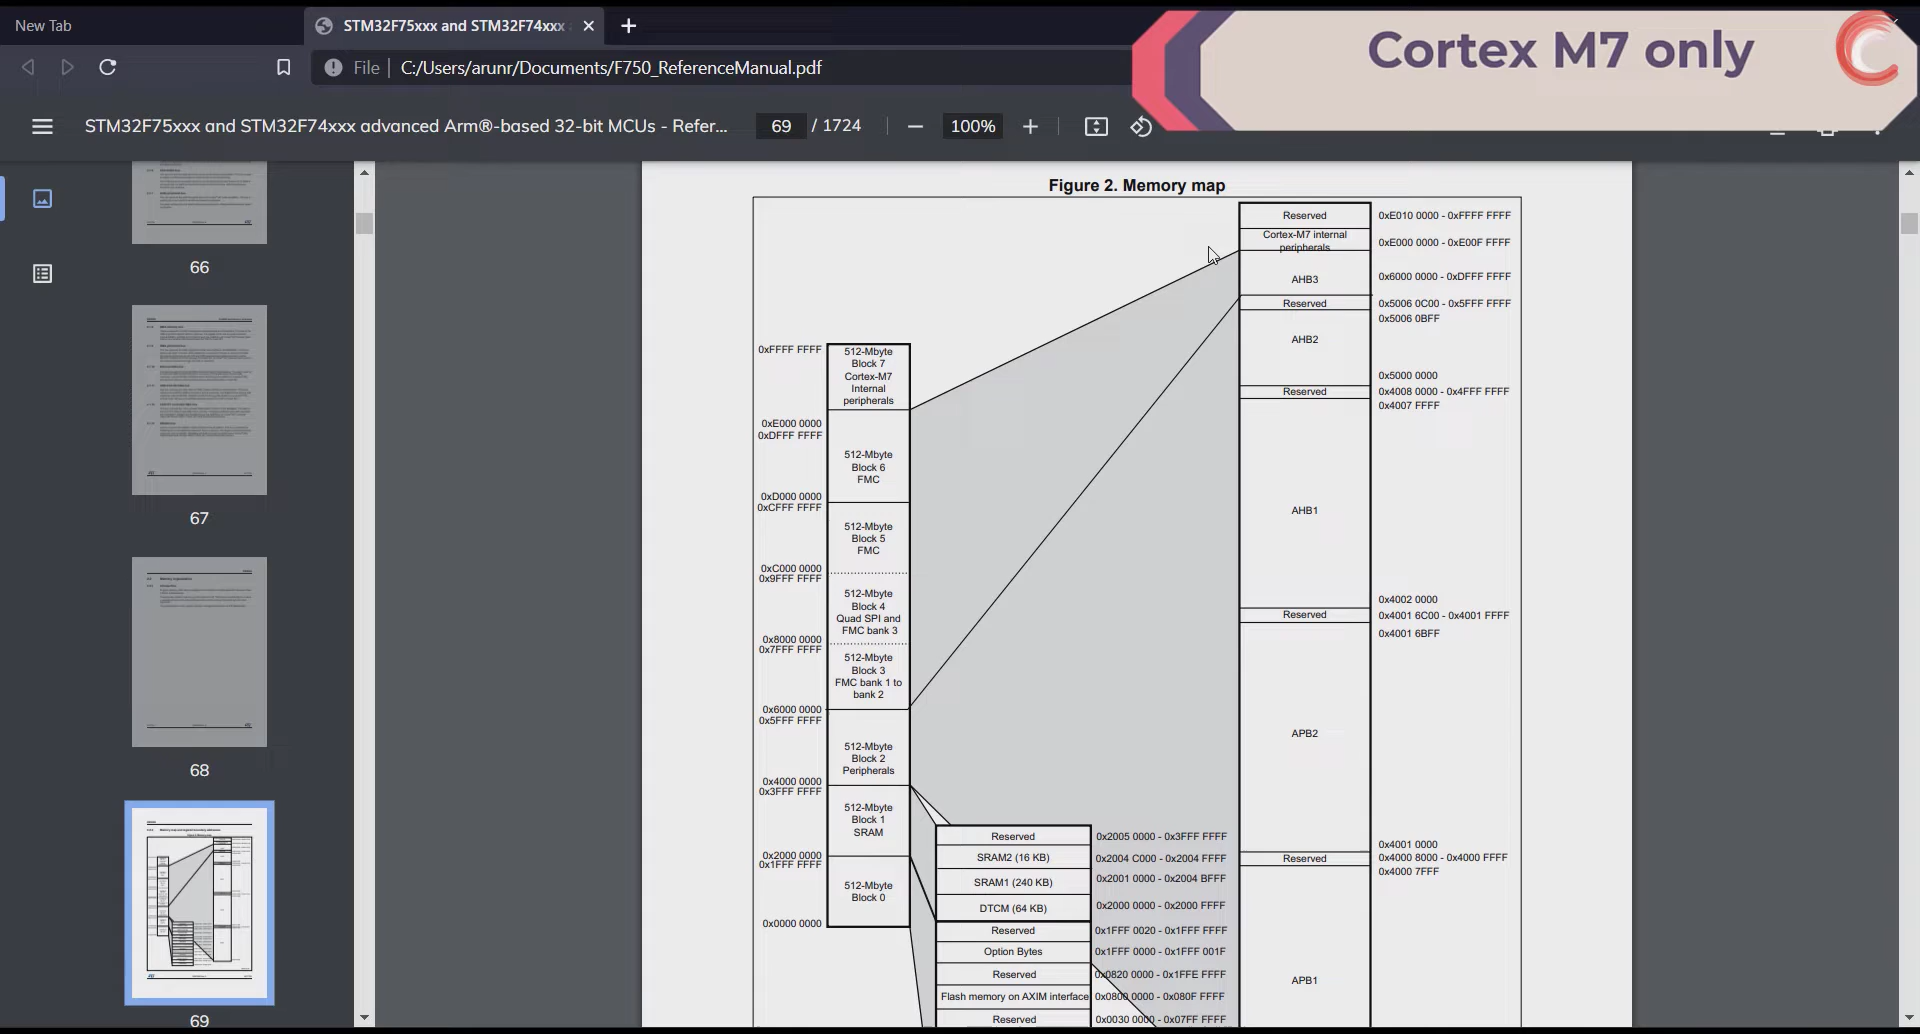 New Tab
STM32F75xxx and STM32F74xxx
Cortex M7 only
File
C:/Users/arunr/Documents/F750_ReferenceManual.pdf
STM32F75xxx and STM32F74xxx advanced Arm®-based 32-bit MCUs - Refer...
69 / 1724
100%
66
67
68
69
Figure 2. Memory map
0xFFFF FFFF
512-Mbyte
Block 7
Cortex-M7
Internal
peripherals
0xE000 0000
0xDFFF FFFF
512-Mbyte
Block 6
FMC
0xD000 0000
0xCFFF FFFF
512-Mbyte
Block 5
FMC
0xC000 0000
0x9FFF FFFF
512-Mbyte
Block 4
Quad SPI and
FMC bank 3
0x8000 0000
0x7FFF FFFF
512-Mbyte
Block 3
FMC bank 1 to
bank 2
0x6000 0000
0x5FFF FFFF
512-Mbyte
Block 2
Peripherals
0x4000 0000
0x3FFF FFFF
512-Mbyte
Block 1
SRAM
0x2000 0000
0x1FFF FFFF
512-Mbyte
Block 0
0x0000 0000
Reserved 0x2005 0000 - 0x3FFF FFFF
SRAM2 (16 KB) 0x2004 C000 - 0x2004 FFFF
SRAM1 (240 KB) 0x2001 0000 - 0x2004 BFFF
DTCM (64 KB) 0x2000 0000 - 0x2000 FFFF
Reserved 0x1FFF 0020 - 0x1FFF FFFF
Option Bytes 0x1FFF 0000 - 0x1FFF 001F
Reserved 0x0820 0000 - 0x1FFE FFFF
Flash memory on AXIM interface 0x0800 0000 - 0x080F FFFF
Reserved 0x0030 0000 - 0x07FF FFFF
Reserved 0xE010 0000 - 0xFFFF FFFF
Cortex-M7 internal
peripherals 0xE000 0000 - 0xE00F FFFF
AHB3 0x6000 0000 - 0xDFFF FFFF
Reserved 0x5006 0C00 - 0x5FFF FFFF
0x5006 0BFF
AHB2
0x5000 0000
Reserved 0x4008 0000 - 0x4FFF FFFF
0x4007 FFFF
AHB1
0x4002 0000
Reserved 0x4001 6C00 - 0x4001 FFFF
0x4001 6BFF
APB2
0x4001 0000
Reserved 0x4000 8000 - 0x4000 FFFF
0x4000 7FFF
APB1